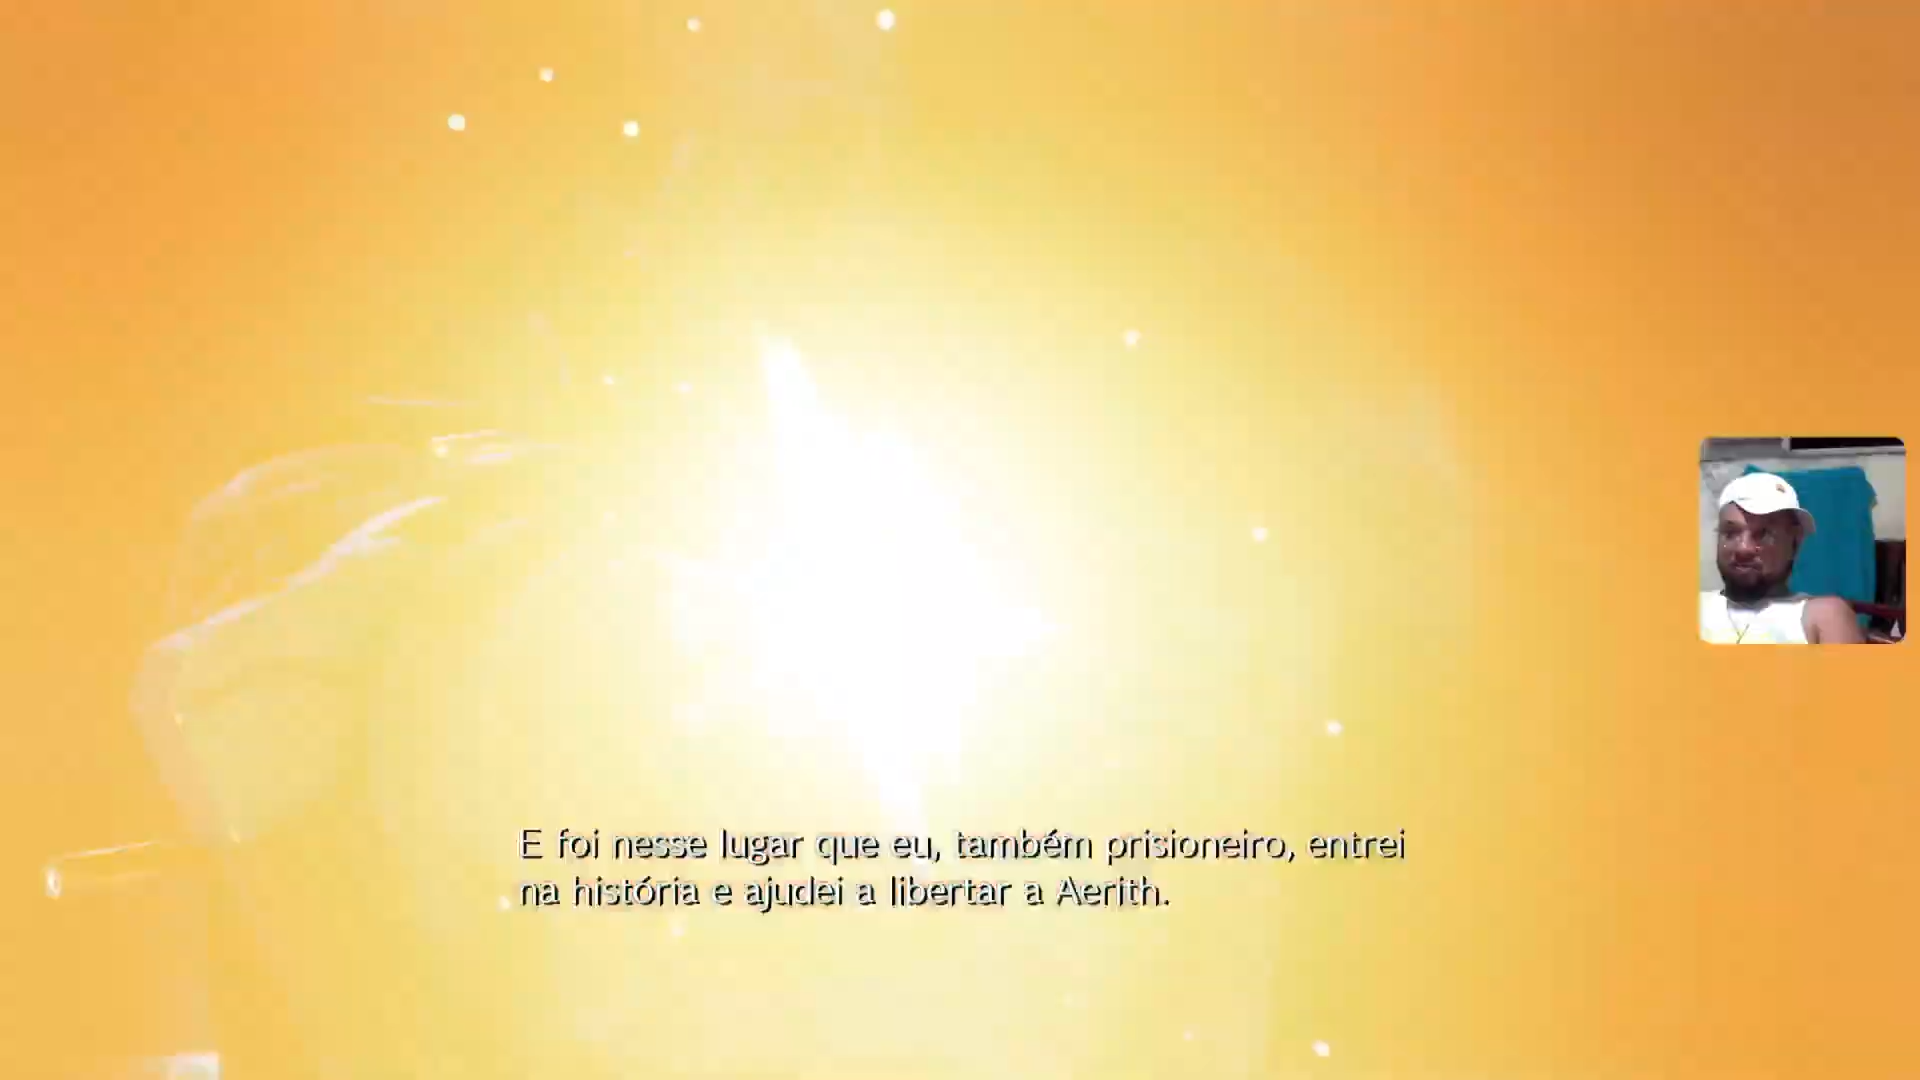 E foi nesse lugar que eu, também prisioneiro, entrei
na história e ajudei a libertar a Aerith.